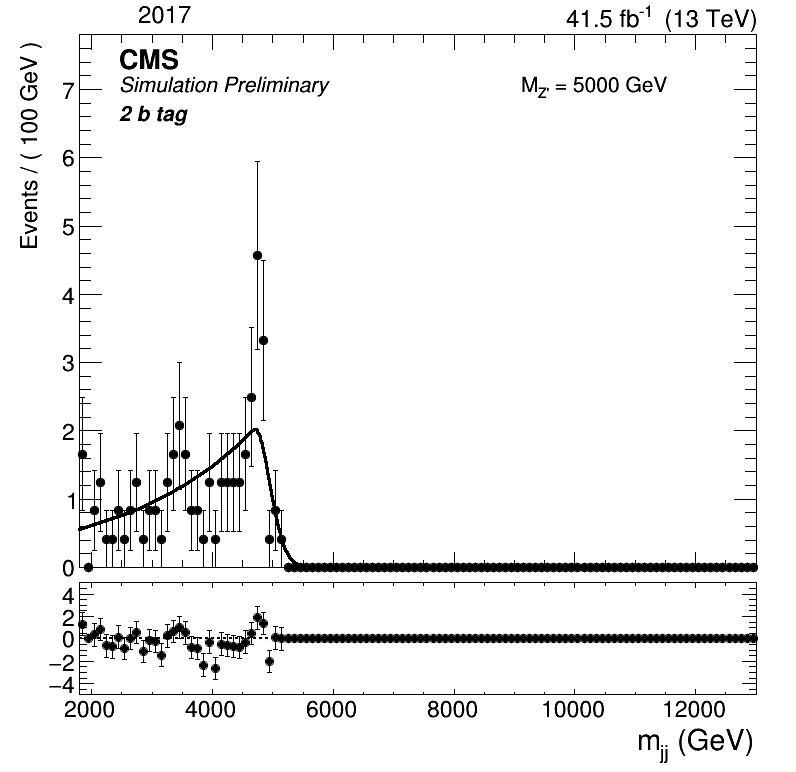 2017 41.5 fb⁻¹ (13 TeV)
CMS
Simulation Preliminary
2 b tag
M_Z' = 5000 GeV
Events / ( 100 GeV )
7
6
5
4
3
2
1
0
4
2
0
−2
−4
2000 4000 6000 8000 10000 12000
m_jj (GeV)